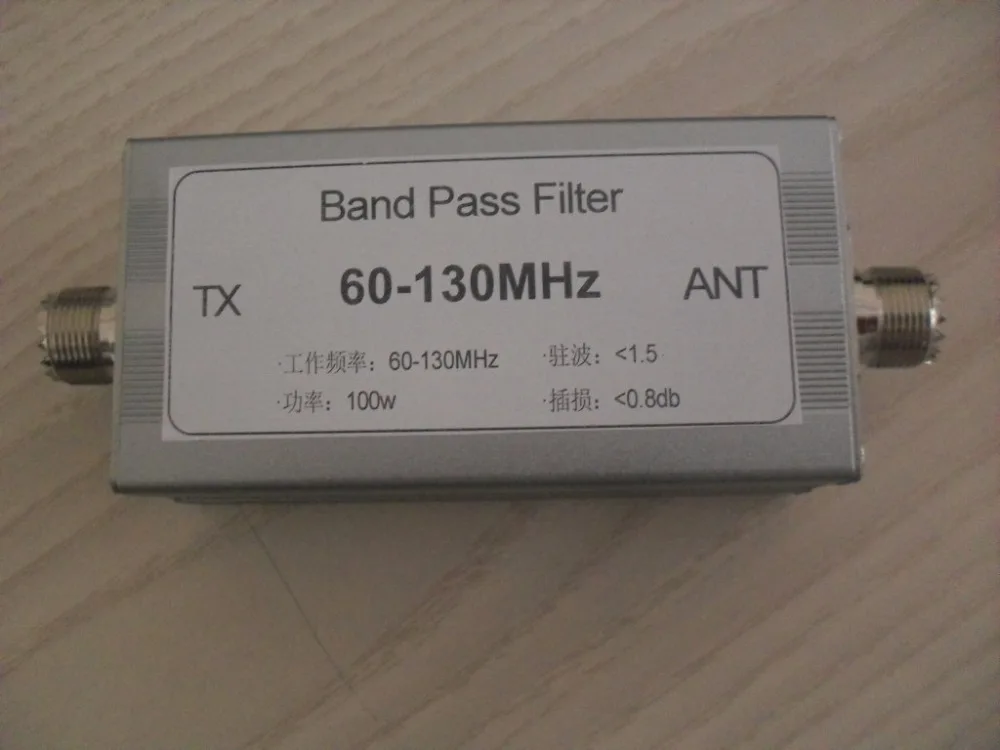 Band Pass Filter
TX 60-130MHz ANT
·工作频率：60-130MHz ·驻波：<1.5
·功率：100w ·插损：<0.8db